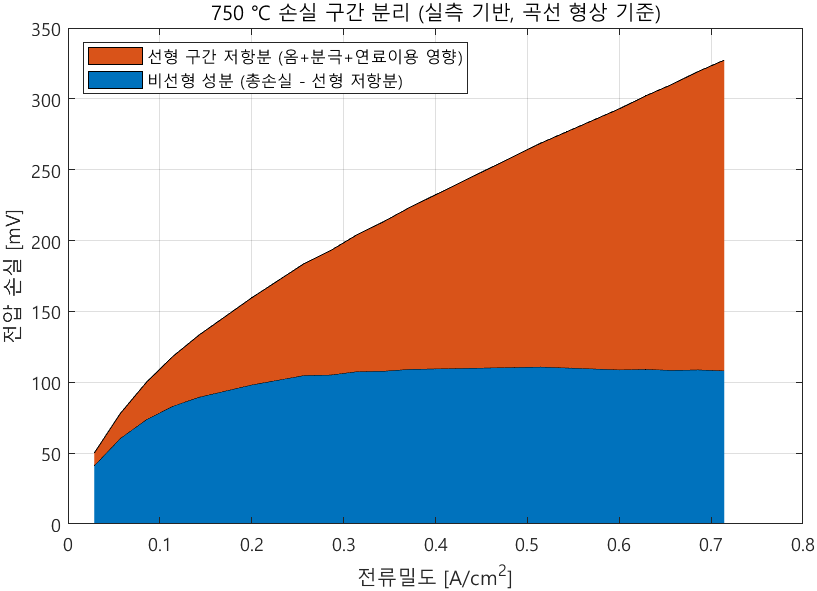 750 ℃ 손실 구간 분리 (실측 기반, 곡선 형상 기준)
350
300
250
200
150
100
50
0
전압 손실 [mV]
선형 구간 저항분 (옴+분극+연료이용 영향)
비선형 성분 (총손실 - 선형 저항분)
0 0.1 0.2 0.3 0.4 0.5 0.6 0.7 0.8
전류밀도 [A/cm²]